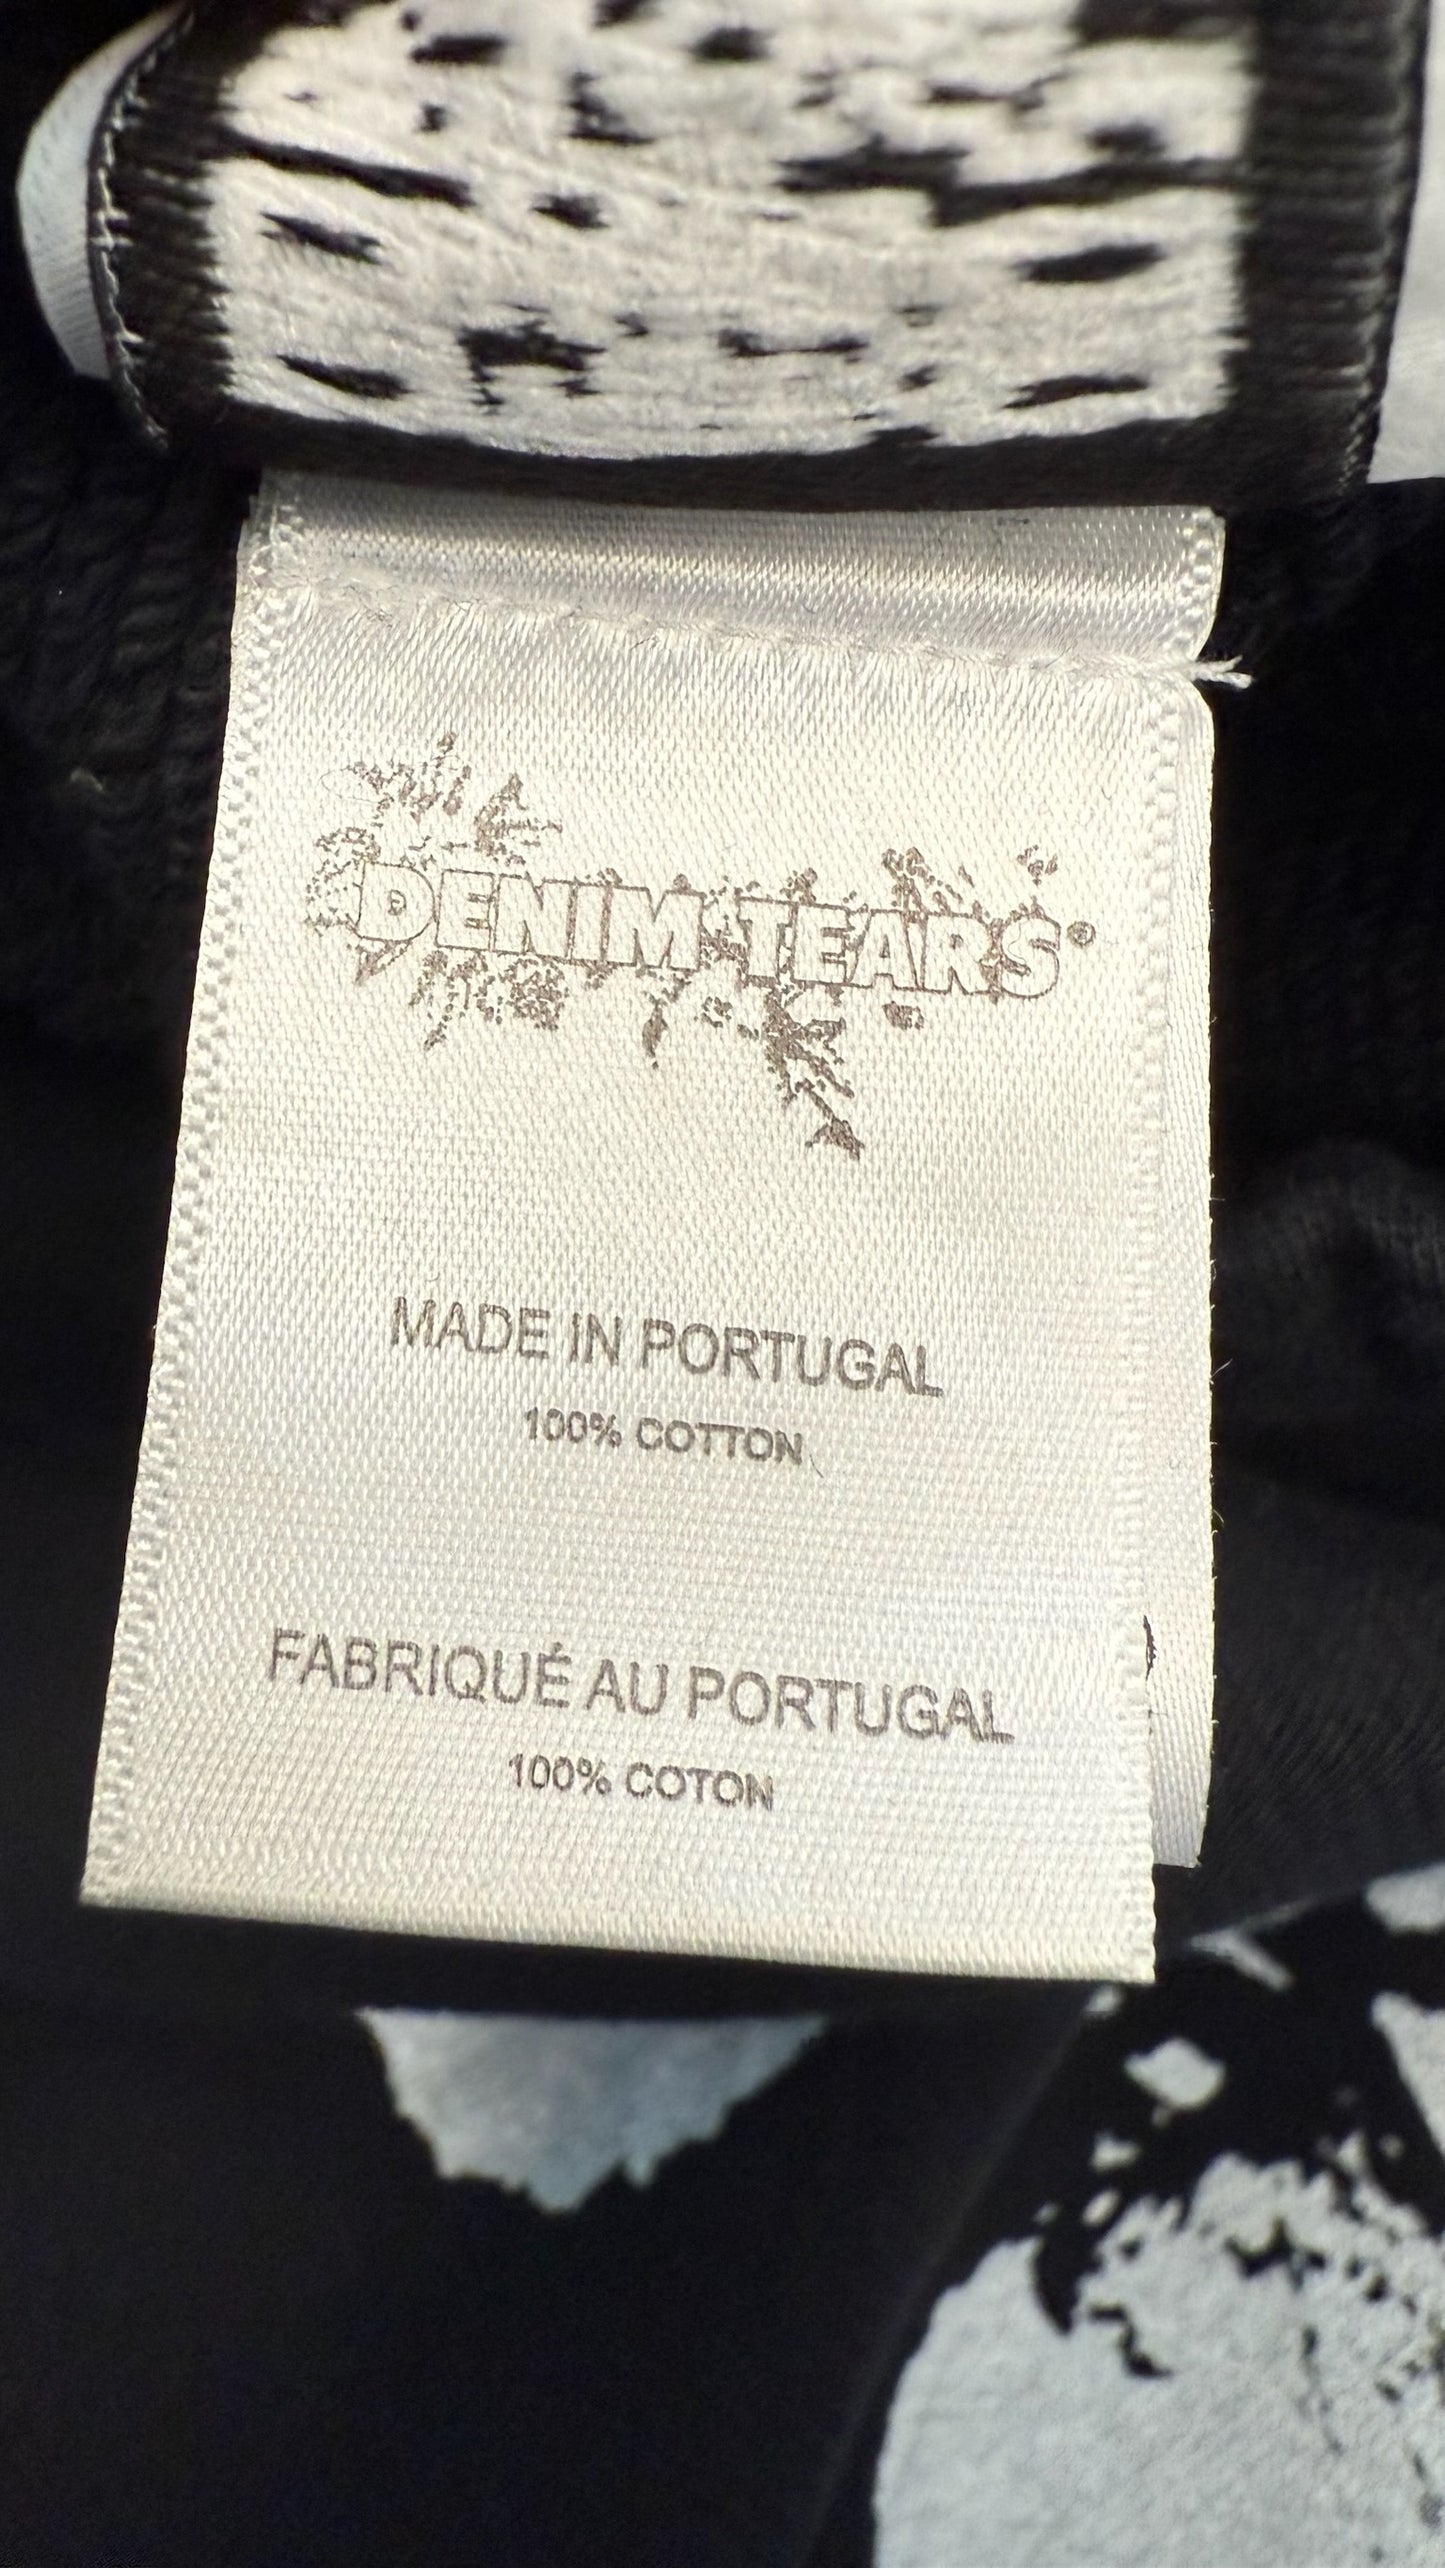 DENIM TEARS®
MADE IN PORTUGAL
100% COTTON
FABRIQUÉ AU PORTUGAL
100% COTON